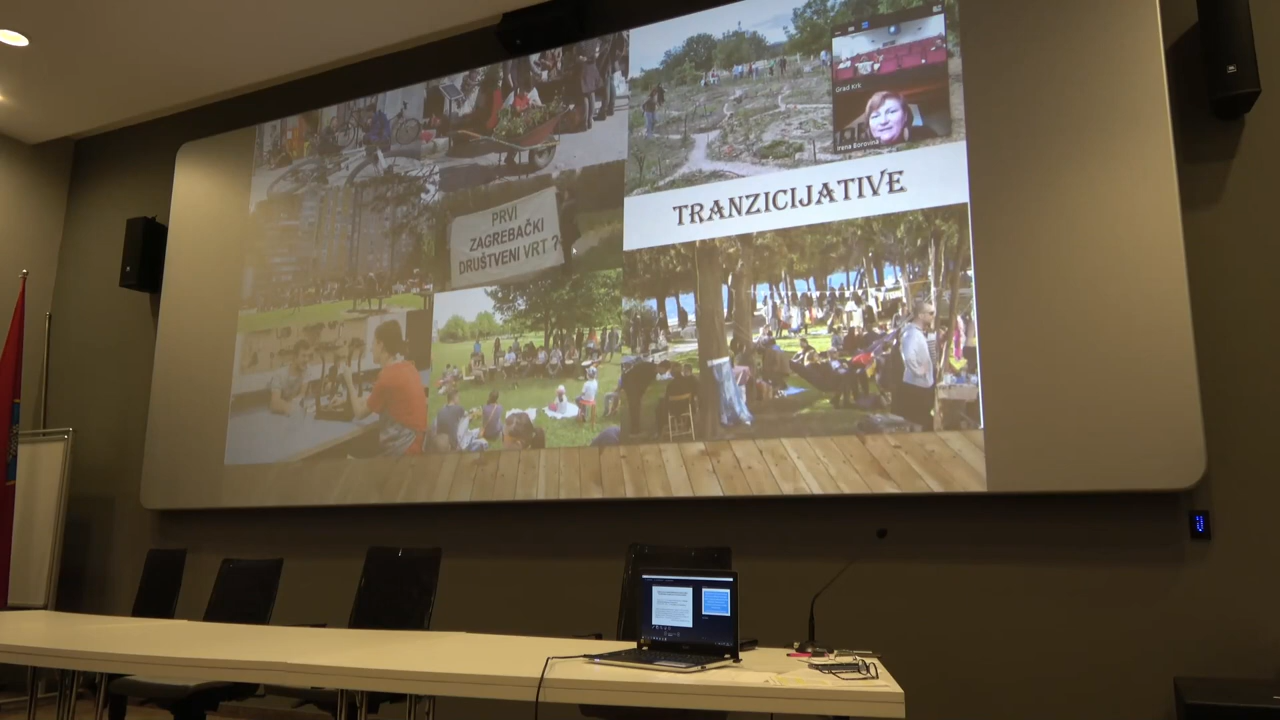 Grad Krk
Irena Borovina
TRANZICIJATIVE
PRVI
ZAGREBAČKI
DRUŠTVENI VRT ?